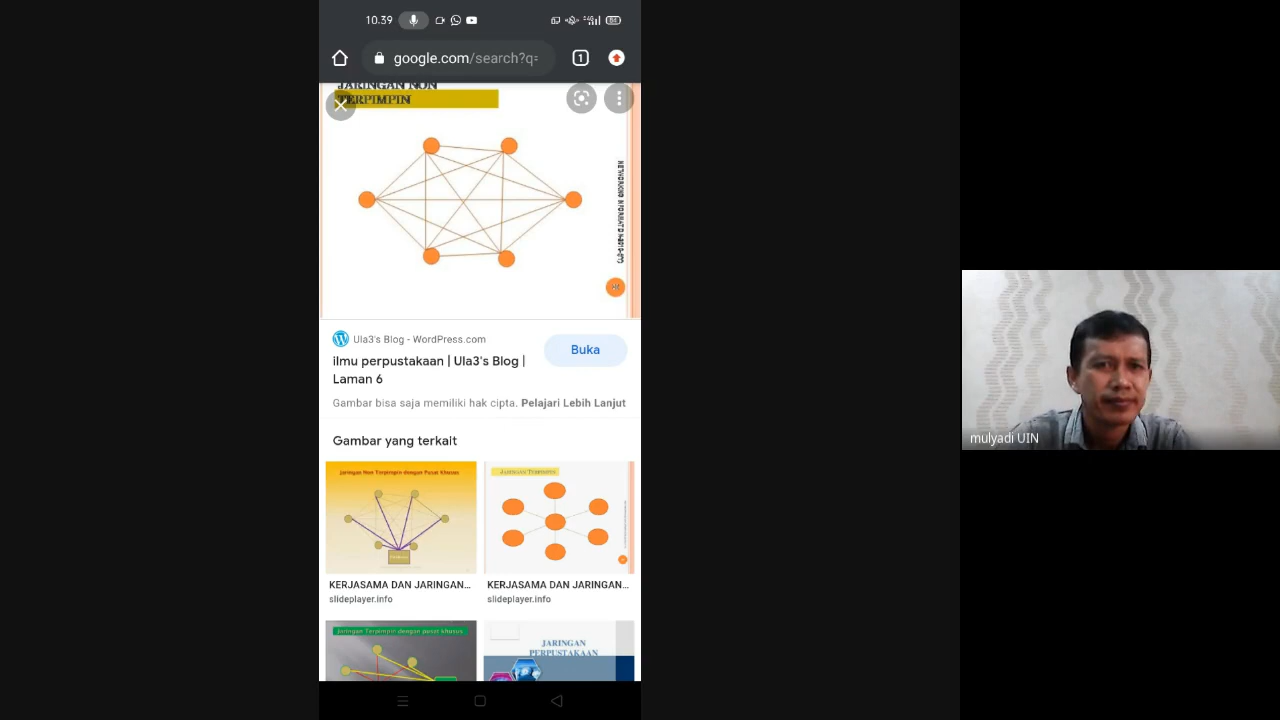 10.39
google.com/search?q=
JARINGAN NON
TERPIMPIN
Ula3's Blog - WordPress.com
ilmu perpustakaan | Ula3's Blog |
Laman 6
Buka
Gambar bisa saja memiliki hak cipta. Pelajari Lebih Lanjut
Gambar yang terkait
Jaringan Non Terpimpin dengan Pusat Khusus
JARINGAN TERPIMPIN
KERJASAMA DAN JARINGAN...
slideplayer.info
KERJASAMA DAN JARINGAN...
slideplayer.info
Jaringan Terpimpin dengan pusat khusus
JARINGAN
PERPUSTAKAAN
mulyadi UIN